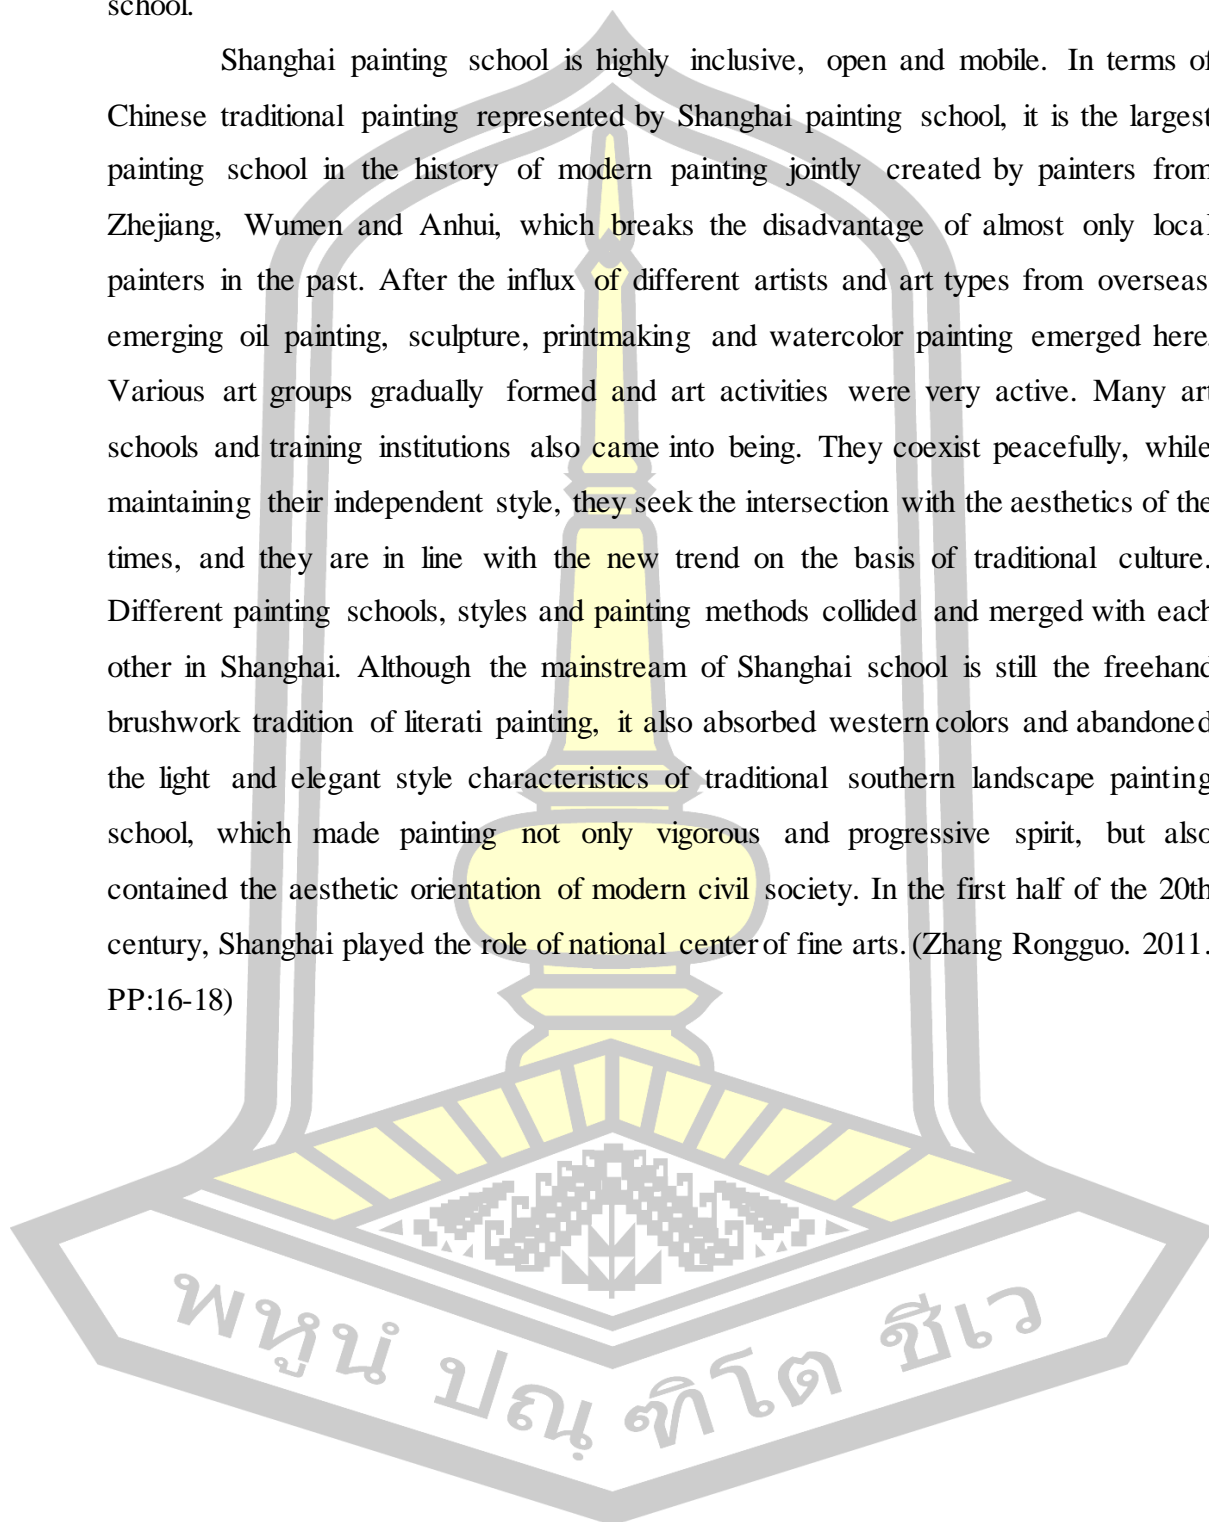 school.
Shanghai painting school is highly inclusive, open and mobile. In terms of
Chinese traditional painting represented by Shanghai painting school, it is the largest
painting school in the history of modern painting jointly created by painters from
Zhejiang, Wumen and Anhui, which breaks the disadvantage of almost only local
painters in the past. After the influx of different artists and art types from overseas,
emerging oil painting, sculpture, printmaking and watercolor painting emerged here.
Various art groups gradually formed and art activities were very active. Many art
schools and training institutions also came into being. They coexist peacefully, while
maintaining their independent style, they seek the intersection with the aesthetics of the
times, and they are in line with the new trend on the basis of traditional culture.
Different painting schools, styles and painting methods collided and merged with each
other in Shanghai. Although the mainstream of Shanghai school is still the freehand
brushwork tradition of literati painting, it also absorbed western colors and abandoned
the light and elegant style characteristics of traditional southern landscape painting
school, which made painting not only vigorous and progressive spirit, but also
contained the aesthetic orientation of modern civil society. In the first half of the 20th
century, Shanghai played the role of national center of fine arts. (Zhang Rongguo. 2011.
PP:16-18)
พหูนํ ปณฺฑิโต ชีเว